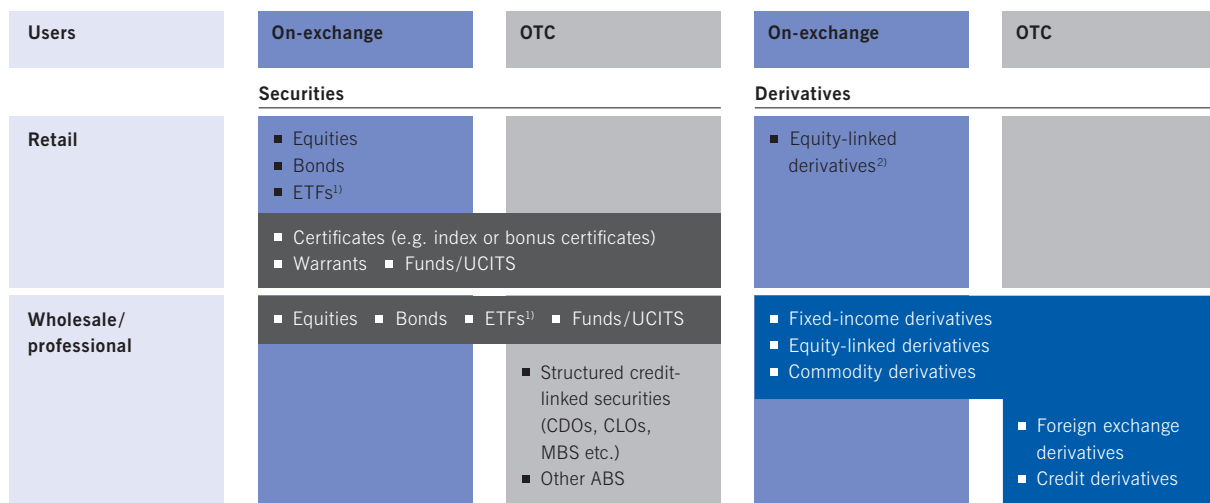 Users
On-exchange
OTC
On-exchange
OTC
Securities
Derivatives
Retail
■ Equities
■ Bonds
■ ETFs¹⁾
■ Equity-linked
derivatives²⁾
■ Certificates (e.g. index or bonus certificates)
■ Warrants ■ Funds/UCITS
Wholesale/
professional
■ Equities ■ Bonds ■ ETFs¹⁾ ■ Funds/UCITS
■ Structured credit-
linked securities
(CDOs, CLOs,
MBS etc.)
■ Other ABS
■ Fixed-income derivatives
■ Equity-linked derivatives
■ Commodity derivatives
■ Foreign exchange
derivatives
■ Credit derivatives